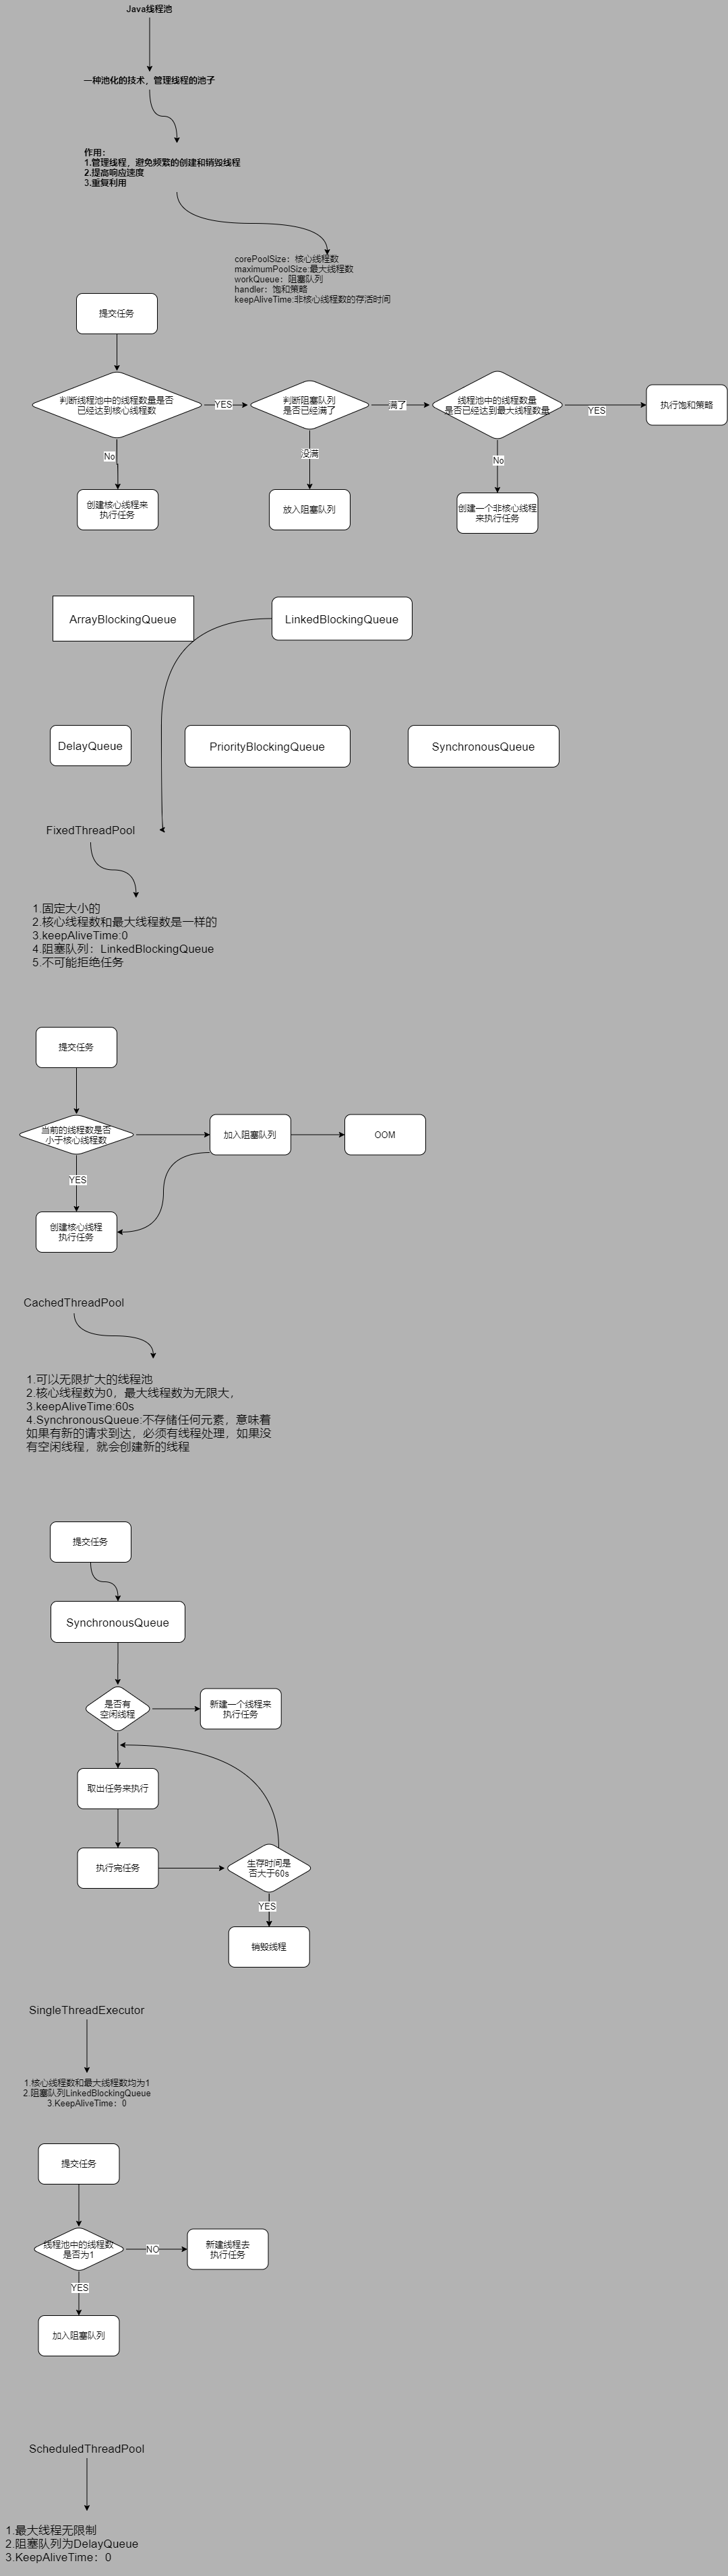 Java线程池
一种池化的技术，管理线程的池子
作用：
1.管理线程，避免频繁的创建和销毁线程
2.提高响应速度
3.重复利用
corePoolSize：核心线程数
maximumPoolSize:最大线程数
workQueue：阻塞队列
handler：饱和策略
keepAliveTime:非核心线程数的存活时间
提交任务
判断线程池中的线程数量是否
已经达到核心线程数
YES
判断阻塞队列
是否已经满了
满了
线程池中的线程数量
是否已经达到最大线程数量
YES
执行饱和策略
No
没满
No
创建核心线程来
执行任务
放入阻塞队列
创建一个非核心线程
来执行任务
ArrayBlockingQueue
LinkedBlockingQueue
DelayQueue
PriorityBlockingQueue
SynchronousQueue
FixedThreadPool
1.固定大小的
2.核心线程数和最大线程数是一样的
3.keepAliveTime:0
4.阻塞队列：LinkedBlockingQueue
5.不可能拒绝任务
提交任务
当前的线程数是否
小于核心线程数
加入阻塞队列
OOM
YES
创建核心线程
执行任务
CachedThreadPool
1.可以无限扩大的线程池
2.核心线程数为0，最大线程数为无限大，
3.keepAliveTime:60s
4.SynchronousQueue:不存储任何元素，意味着
如果有新的请求到达，必须有线程处理，如果没
有空闲线程，就会创建新的线程
提交任务
SynchronousQueue
是否有
空闲线程
新建一个线程来
执行任务
取出任务来执行
执行完任务
生存时间是
否大于60s
YES
销毁线程
SingleThreadExecutor
1.核心线程数和最大线程数均为1
2.阻塞队列LinkedBlockingQueue
3.KeepAliveTime：0
提交任务
线程池中的线程数
是否为1
NO
新建线程去
执行任务
YES
加入阻塞队列
ScheduledThreadPool
1.最大线程无限制
2.阻塞队列为DelayQueue
3.KeepAliveTime：0